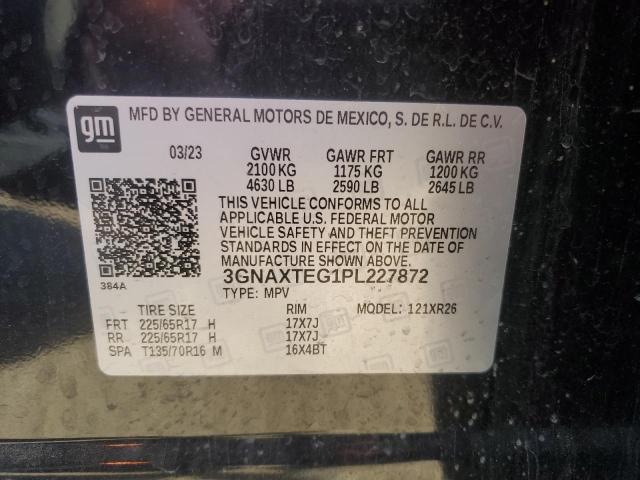 gm
MFD BY GENERAL MOTORS DE MEXICO, S. DE R.L. DE C.V.
03/23 GVWR GAWR FRT GAWR RR
2100 KG 1175 KG 1200 KG
4630 LB 2590 LB 2645 LB
THIS VEHICLE CONFORMS TO ALL
APPLICABLE U.S. FEDERAL MOTOR
VEHICLE SAFETY AND THEFT PREVENTION
STANDARDS IN EFFECT ON THE DATE OF
MANUFACTURE SHOWN ABOVE.
384A 3GNAXTEG1PL227872
TYPE: MPV MODEL: 121XR26
TIRE SIZE RIM
FRT 225/65R17 H 17X7J
RR 225/65R17 H 17X7J
SPA T135/70R16 M 16X4BT